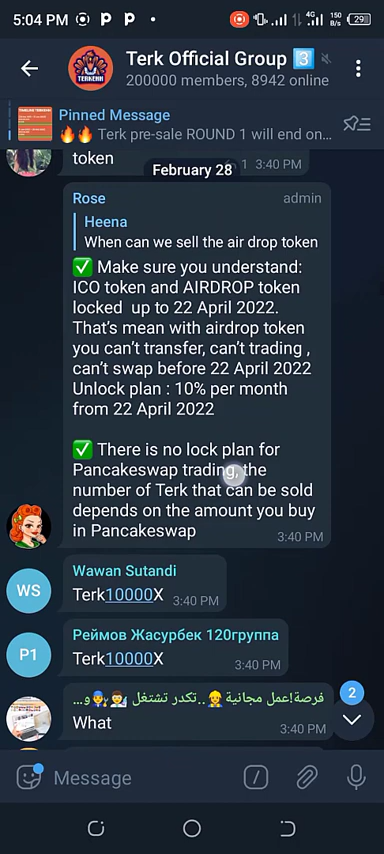 5:04 PM
4G
150 B/s
29
Terk Official Group 3
200000 members, 8942 online
Pinned Message
🔥🔥 Terk pre-sale ROUND 1 will end on...
token
1 3:40 PM
February 28
Rose admin
Heena
When can we sell the air drop token
✅ Make sure you understand:
ICO token and AIRDROP token
locked up to 22 April 2022.
That's mean with airdrop token
you can't transfer, can't trading ,
can't swap before 22 April 2022
Unlock plan : 10% per month
from 22 April 2022
✅ There is no lock plan for
Pancakeswap trading, the
number of Terk that can be sold
depends on the amount you buy
in Pancakeswap
3:40 PM
WS
Wawan Sutandi
Terk10000X 3:40 PM
P1
Реймов Жасурбек 120группа
Terk10000X 3:40 PM
فرصة!عمل مجانية👷..تكدر تشتغل 👨‍🎓👨‍🔧و...
What 3:40 PM
2
Message